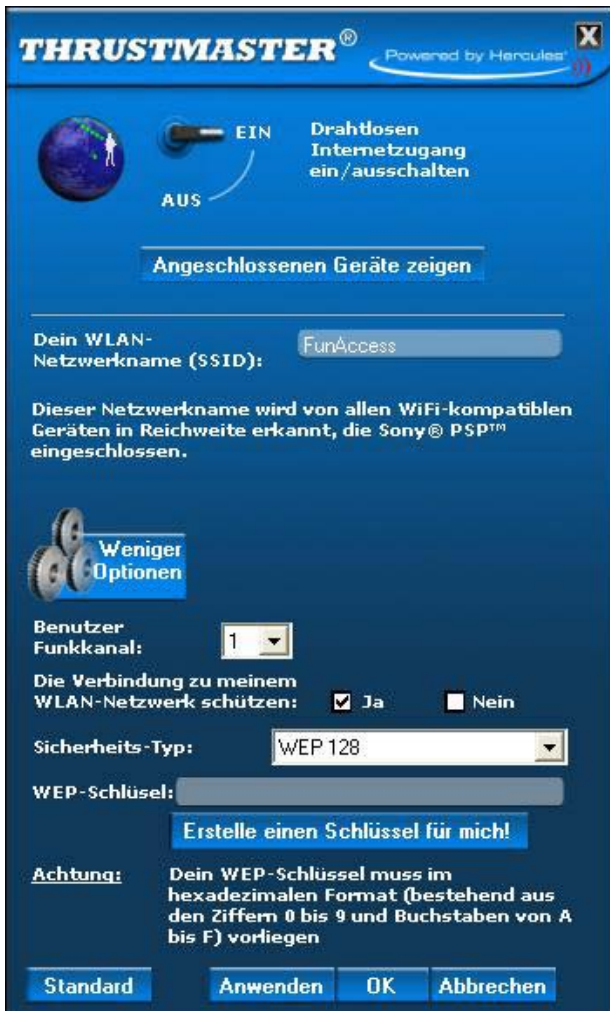 THRUSTMASTER®
Powered by Hercules
X
EIN
AUS
Drahtlosen
Internetzugang
ein/ausschalten
Angeschlossenen Geräte zeigen
Dein WLAN-
Netzwerkname (SSID):
FunAccess
Dieser Netzwerkname wird von allen WiFi-kompatiblen
Geräten in Reichweite erkannt, die Sony® PSP™
eingeschlossen.
Weniger
Optionen
Benutzer
Funkkanal:
1
Die Verbindung zu meinem
WLAN-Netzwerk schützen:
Ja
Nein
Sicherheits-Typ:
WEP 128
WEP-Schlüsel:
Erstelle einen Schlüssel für mich!
Achtung:
Dein WEP-Schlüssel muss im
hexadezimalen Format (bestehend aus
den Ziffern 0 bis 9 und Buchstaben von A
bis F) vorliegen
Standard
Anwenden
OK
Abbrechen